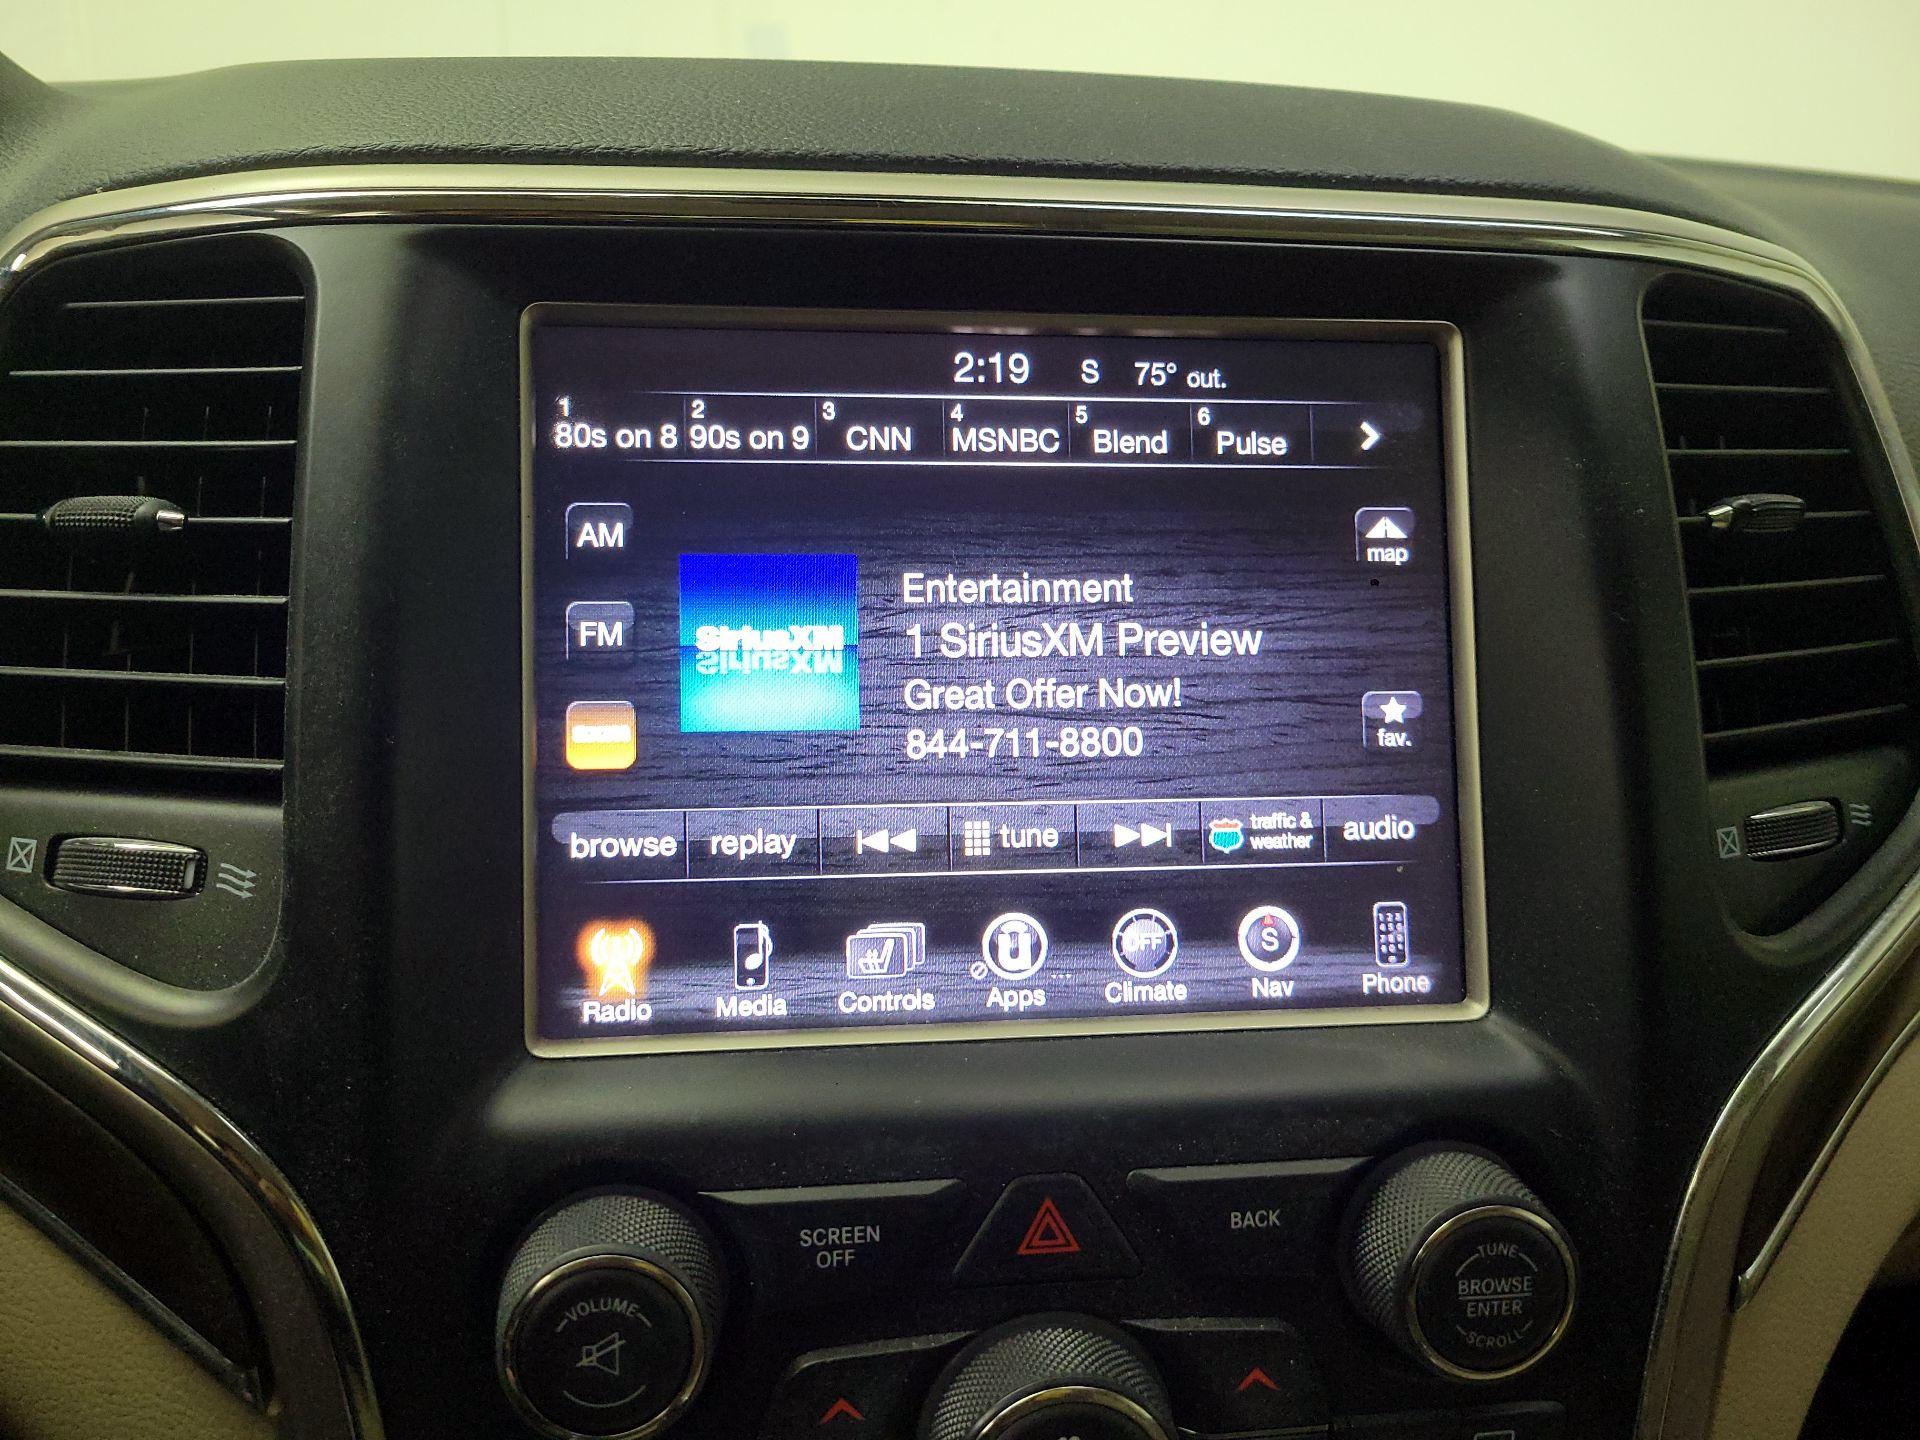 2:19 S 75° out.
1 2 3 4 5 6
80s on 8 90s on 9 CNN MSNBC Blend Pulse
AM
map
SiriusXM
Entertainment
1 SiriusXM Preview
Great Offer Now!
844-711-8800
FM
fav.
browse replay tune traffic & weather audio
OFF
S
Radio Media Controls Apps Climate Nav Phone
SCREEN
OFF
BACK
VOLUME
TUNE
BROWSE
ENTER
SCROLL